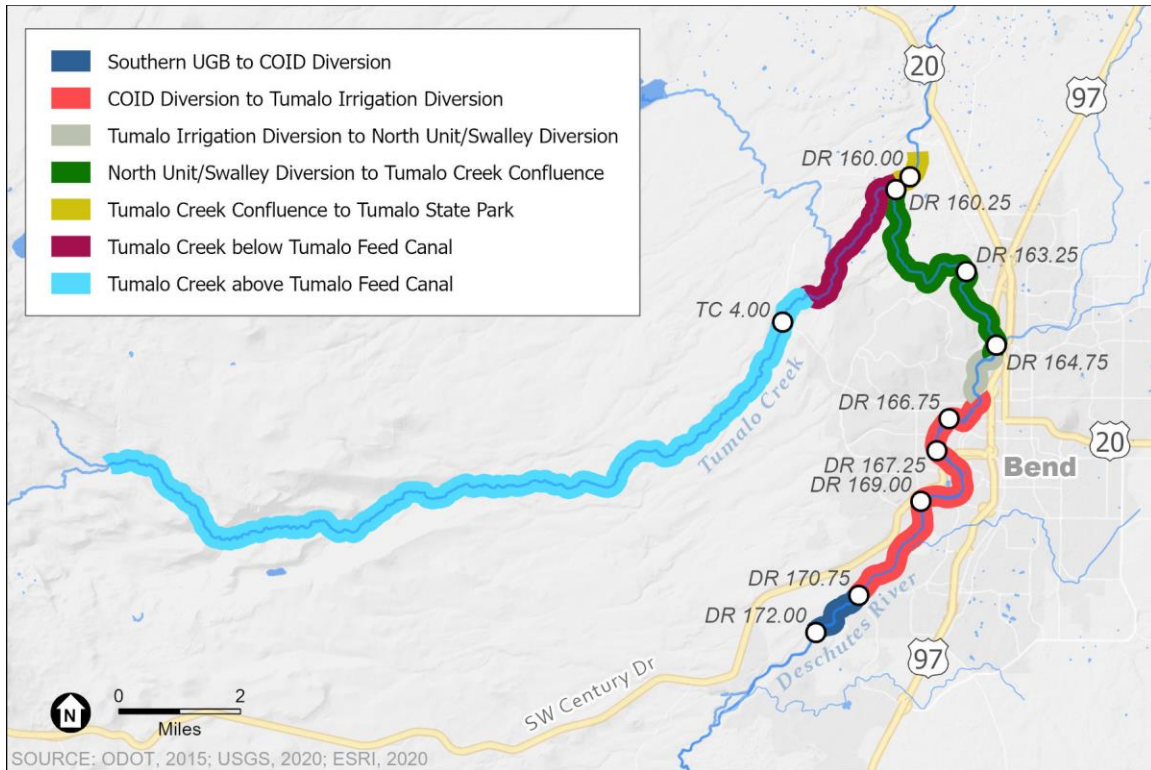 Southern UGB to COID Diversion
COID Diversion to Tumalo Irrigation Diversion
Tumalo Irrigation Diversion to North Unit/Swalley Diversion
North Unit/Swalley Diversion to Tumalo Creek Confluence
Tumalo Creek Confluence to Tumalo State Park
Tumalo Creek below Tumalo Feed Canal
Tumalo Creek above Tumalo Feed Canal
20
97
DR 160.00
DR 160.25
DR 163.25
TC 4.00
DR 164.75
Tumalo Creek
DR 166.75
20
DR 167.25
Bend
DR 169.00
DR 170.75
DR 172.00
Deschutes River
97
SW Century Dr
N
0 2
Miles
SOURCE: ODOT, 2015; USGS, 2020; ESRI, 2020